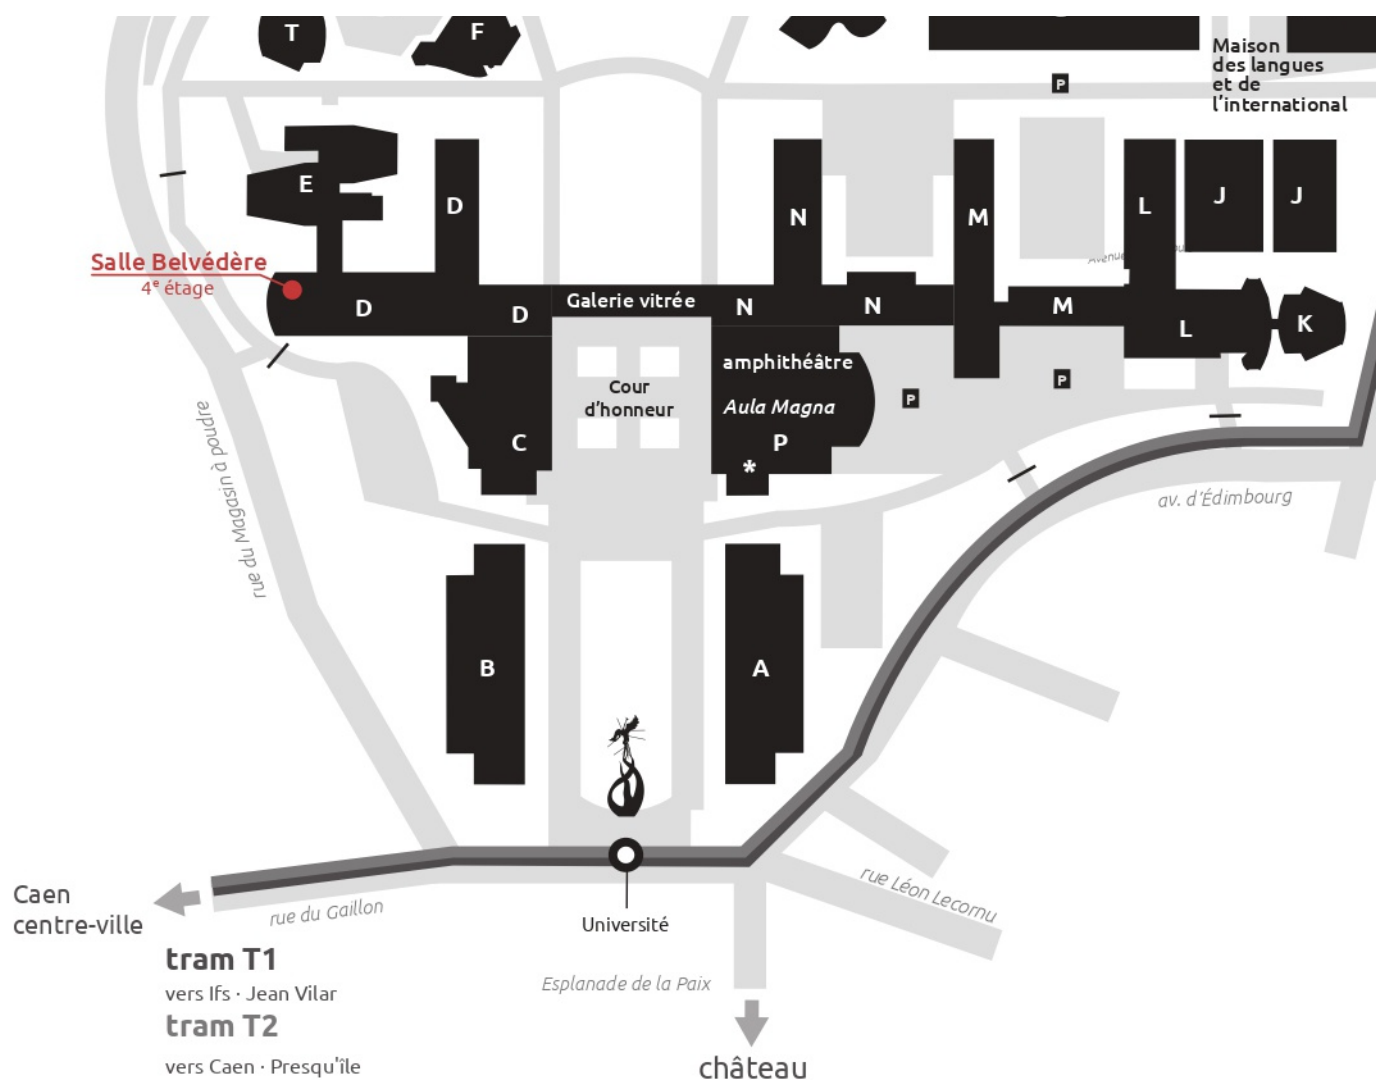 T
F
Maison
des langues
et de
l'international
P
E
D
N
M
L
J
J
Avenue
Salle Belvédère
4e étage
D
D
Galerie vitrée
N
N
M
L
K
amphithéâtre
Aula Magna
P
*
Cour
d'honneur
C
P
P
rue du Magasin à poudre
av. d'Édimbourg
B
A
Caen
centre-ville
rue du Gaillon
Université
rue Léon Lecornu
tram T1
vers Ifs · Jean Vilar
tram T2
vers Caen · Presqu'île
Esplanade de la Paix
château